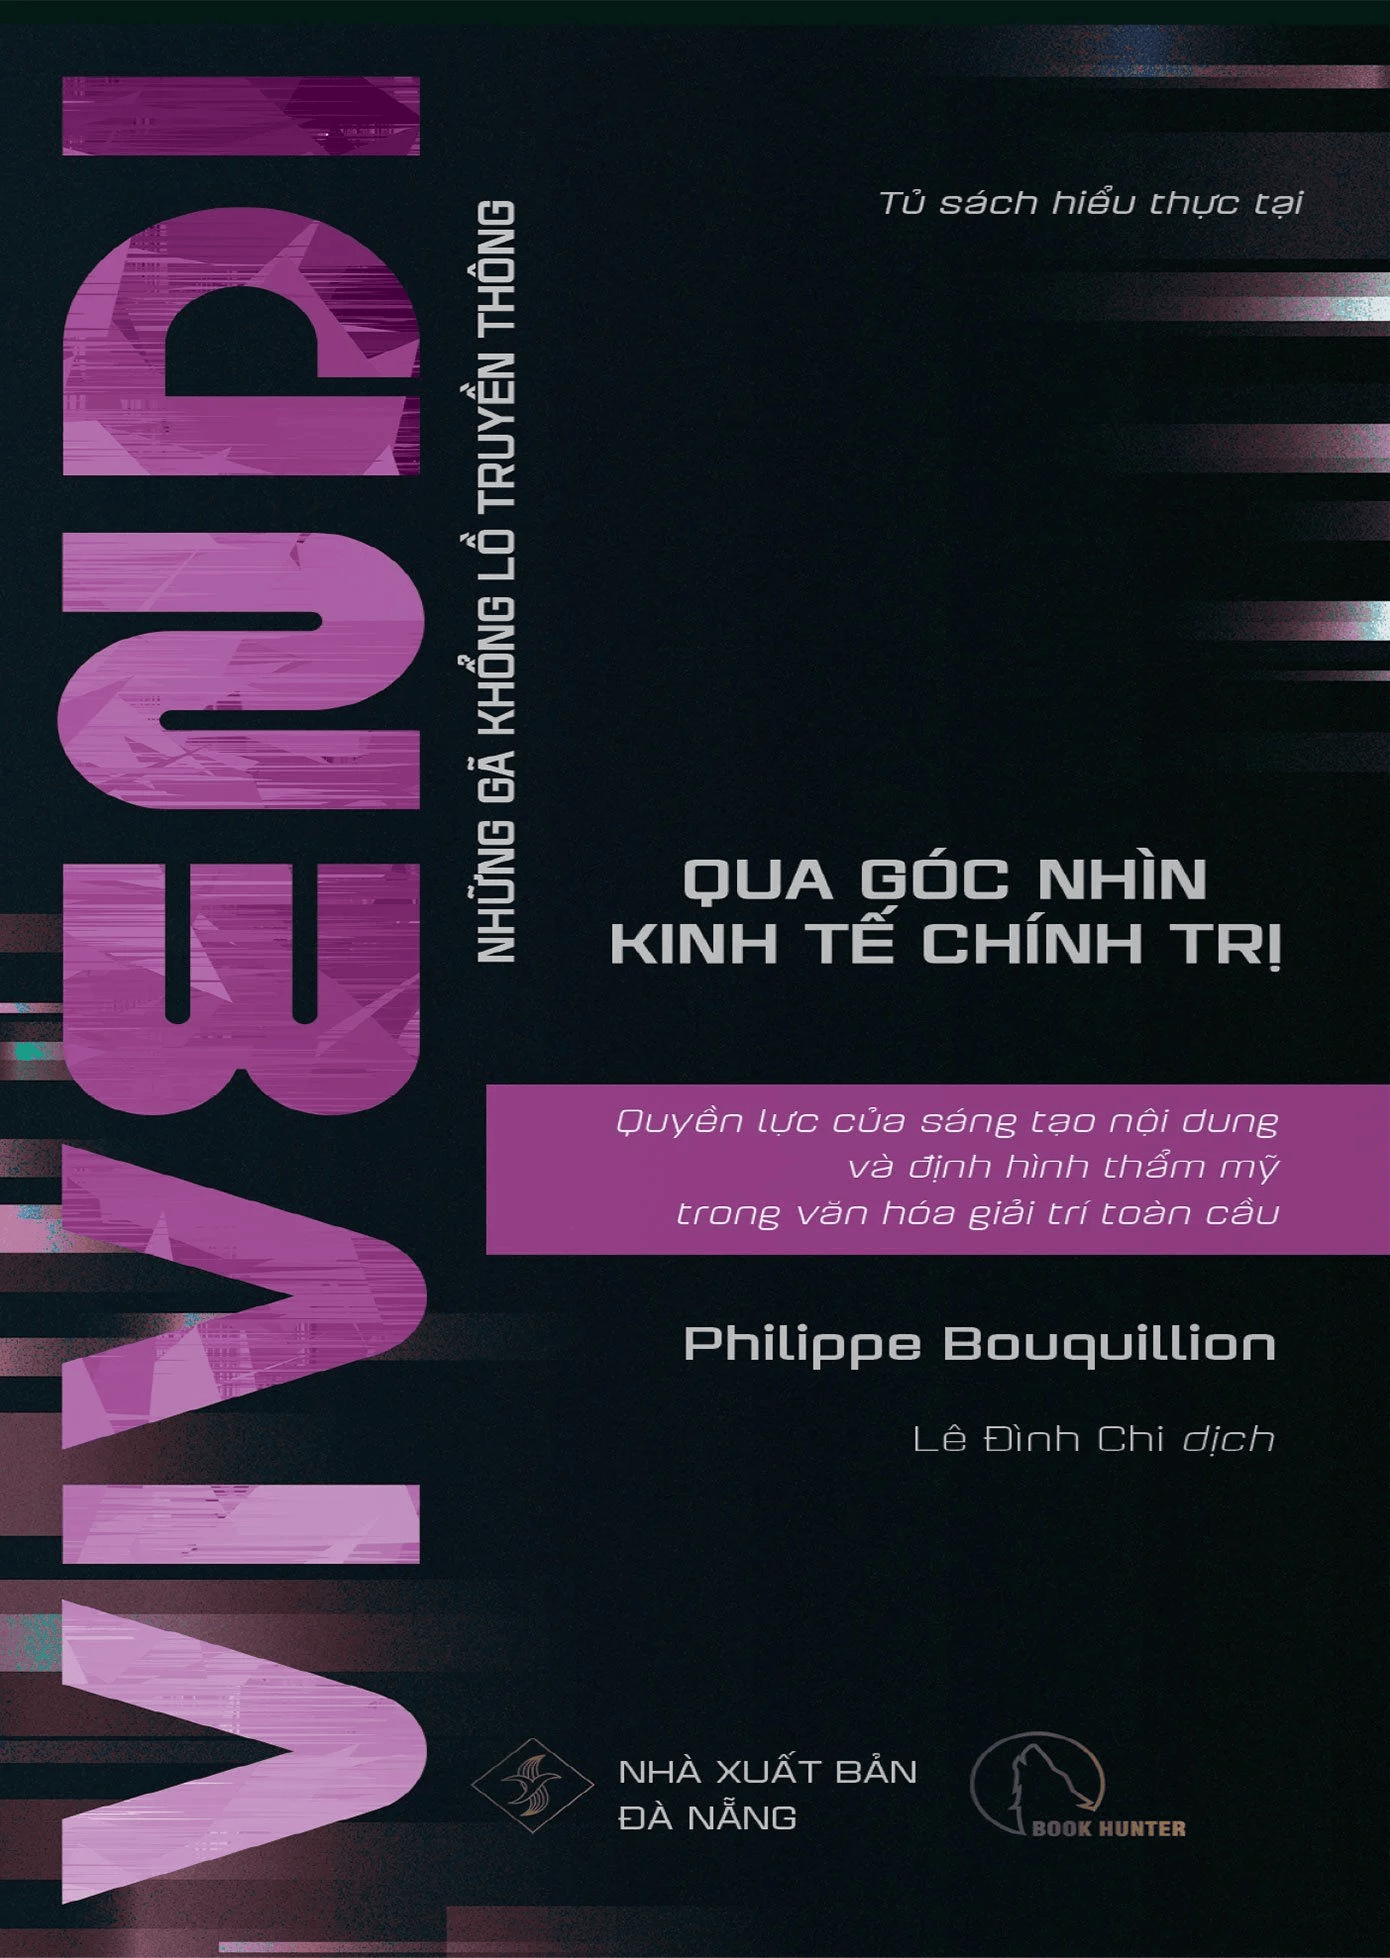 VIVENDI
NHỮNG GÃ KHỔNG LỒ TRUYỀN THÔNG
Tủ sách hiểu thực tại
QUA GÓC NHÌN
KINH TẾ CHÍNH TRỊ
Quyền lực của sáng tạo nội dung
và định hình thẩm mỹ
trong văn hóa giải trí toàn cầu
Philippe Bouquillion
Lê Đình Chi dịch
NHÀ XUẤT BẢN
ĐÀ NẴNG
BOOK HUNTER